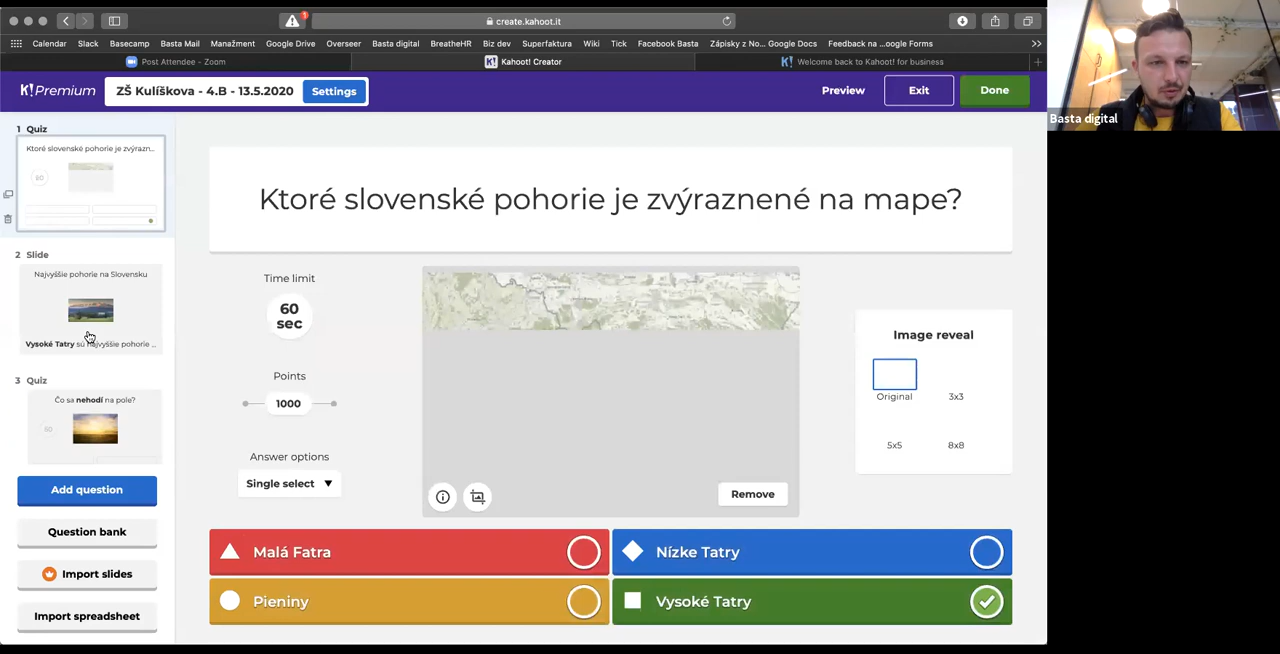 1
create.kahoot.it
Calendar Slack Basecamp Basta Mail Manažment Google Drive Overseer Basta digital BreatheHR Biz dev Superfaktura Wiki Tick Facebook Basta Zápisky z No... Google Docs Feedback na ...oogle Forms
Post Attendee - Zoom
K! Kahoot! Creator
K! Welcome back to Kahoot! for business
K!Premium
ZŠ Kulíškova - 4.B - 13.5.2020
Settings
Preview
Exit
Done
Basta digital
1 Quiz
Ktoré slovenské pohorie je zvýrazn...
60
2 Slide
Najvyššie pohorie na Slovensku
Vysoké Tatry sú najvyššie pohorie ...
3 Quiz
Čo sa nehodí na pole?
60
Add question
Question bank
Import slides
Import spreadsheet
Ktoré slovenské pohorie je zvýraznené na mape?
Time limit
60
sec
Points
1000
Answer options
Single select
Remove
Image reveal
Original
3x3
5x5
8x8
Malá Fatra
Nízke Tatry
Pieniny
Vysoké Tatry